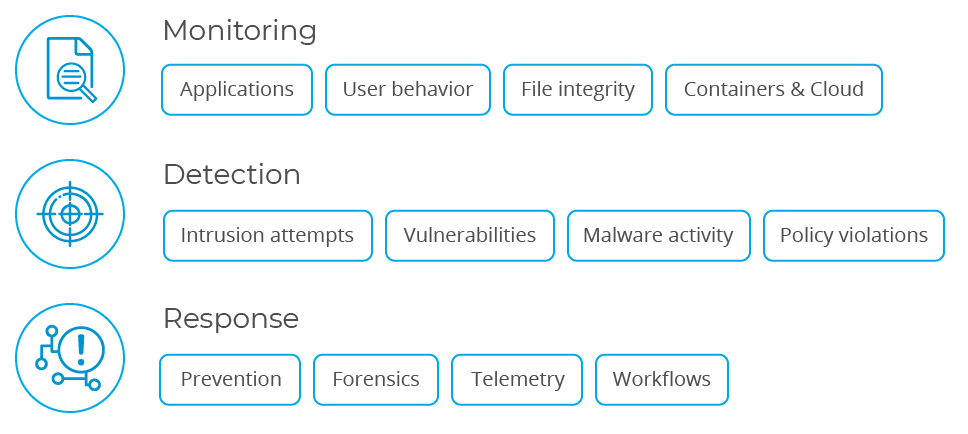 Monitoring
Applications
User behavior
File integrity
Containers & Cloud
Detection
Intrusion attempts
Vulnerabilities
Malware activity
Policy violations
Response
Prevention
Forensics
Telemetry
Workflows